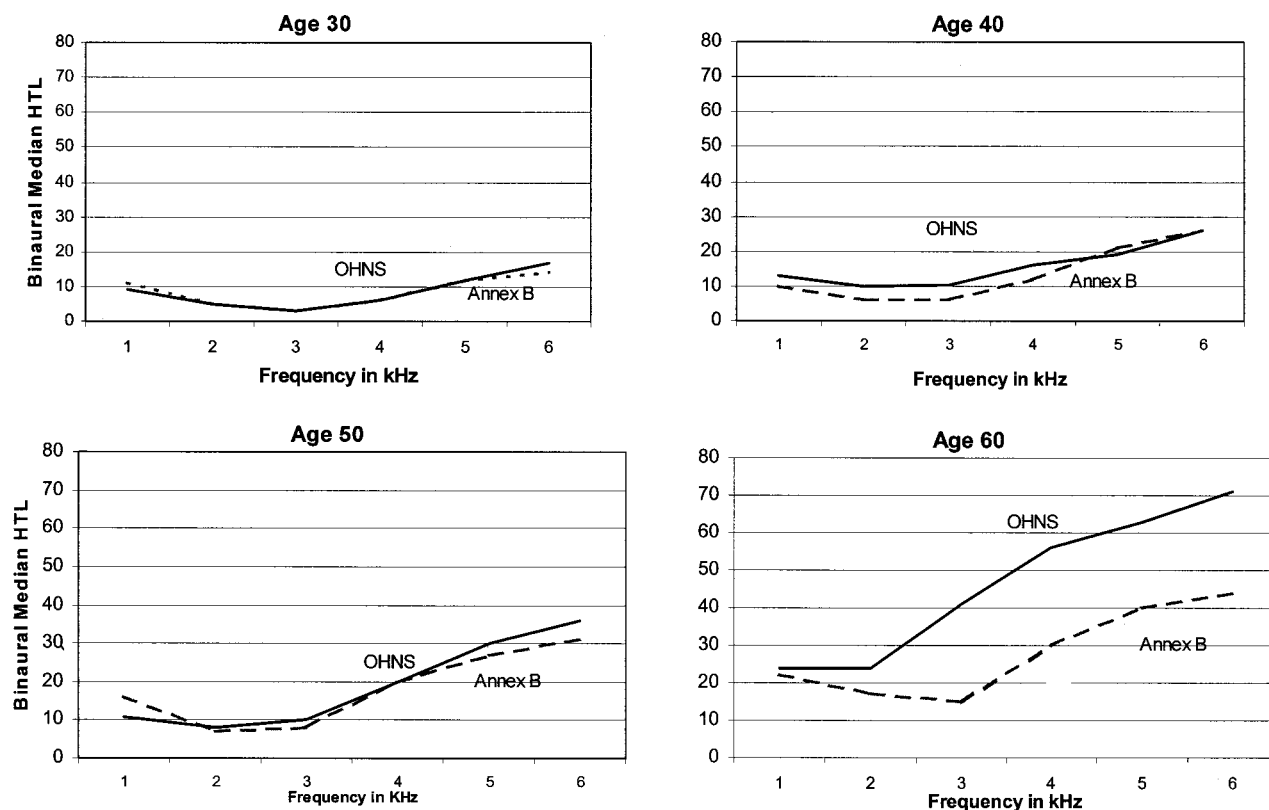 Age 30
Binaural Median HTL
80
70
60
50
40
30
20
10
0
OHNS
Annex B
1 2 3 4 5 6
Frequency in kHz
Age 40
80
70
60
50
40
30
20
10
0
OHNS
Annex B
1 2 3 4 5 6
Frequency in kHz
Age 50
Binaural Median HTL
80
70
60
50
40
30
20
10
0
OHNS
Annex B
1 2 3 4 5 6
Frequency in KHz
Age 60
80
70
60
50
40
30
20
10
0
OHNS
Annex B
1 2 3 4 5 6
Frequency in kHz